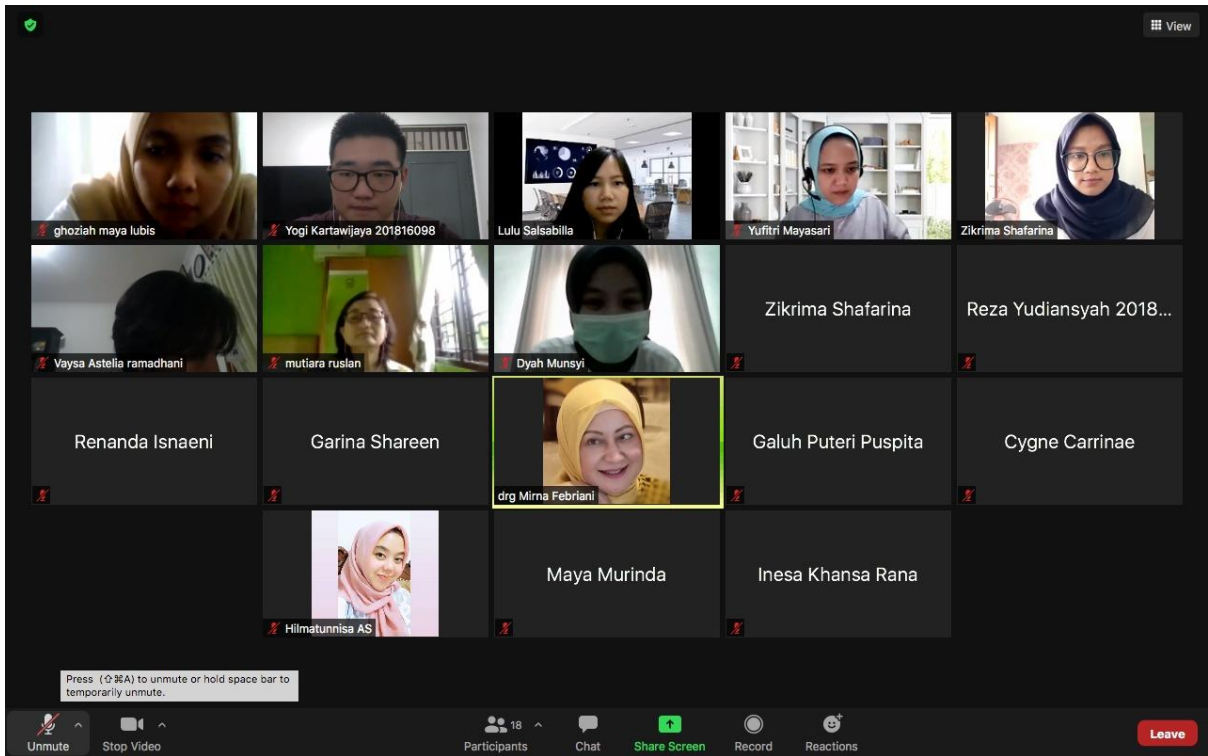 View
ghoziah maya lubis
Yogi Kartawijaya 201816098
Lulu Salsabilla
Yufitri Mayasari
Zikrima Shafarina
Vaysa Astelia ramadhani
mutiara ruslan
Dyah Munsyi
Zikrima Shafarina
Reza Yudiansyah 2018...
Renanda Isnaeni
Garina Shareen
drg Mirna Febriani
Galuh Puteri Puspita
Cygne Carrinae
Hilmatunnisa AS
Maya Murinda
Inesa Khansa Rana
Press (⇧⌘A) to unmute or hold space bar to
temporarily unmute.
Unmute
Stop Video
18
Participants
Chat
Share Screen
Record
Reactions
Leave